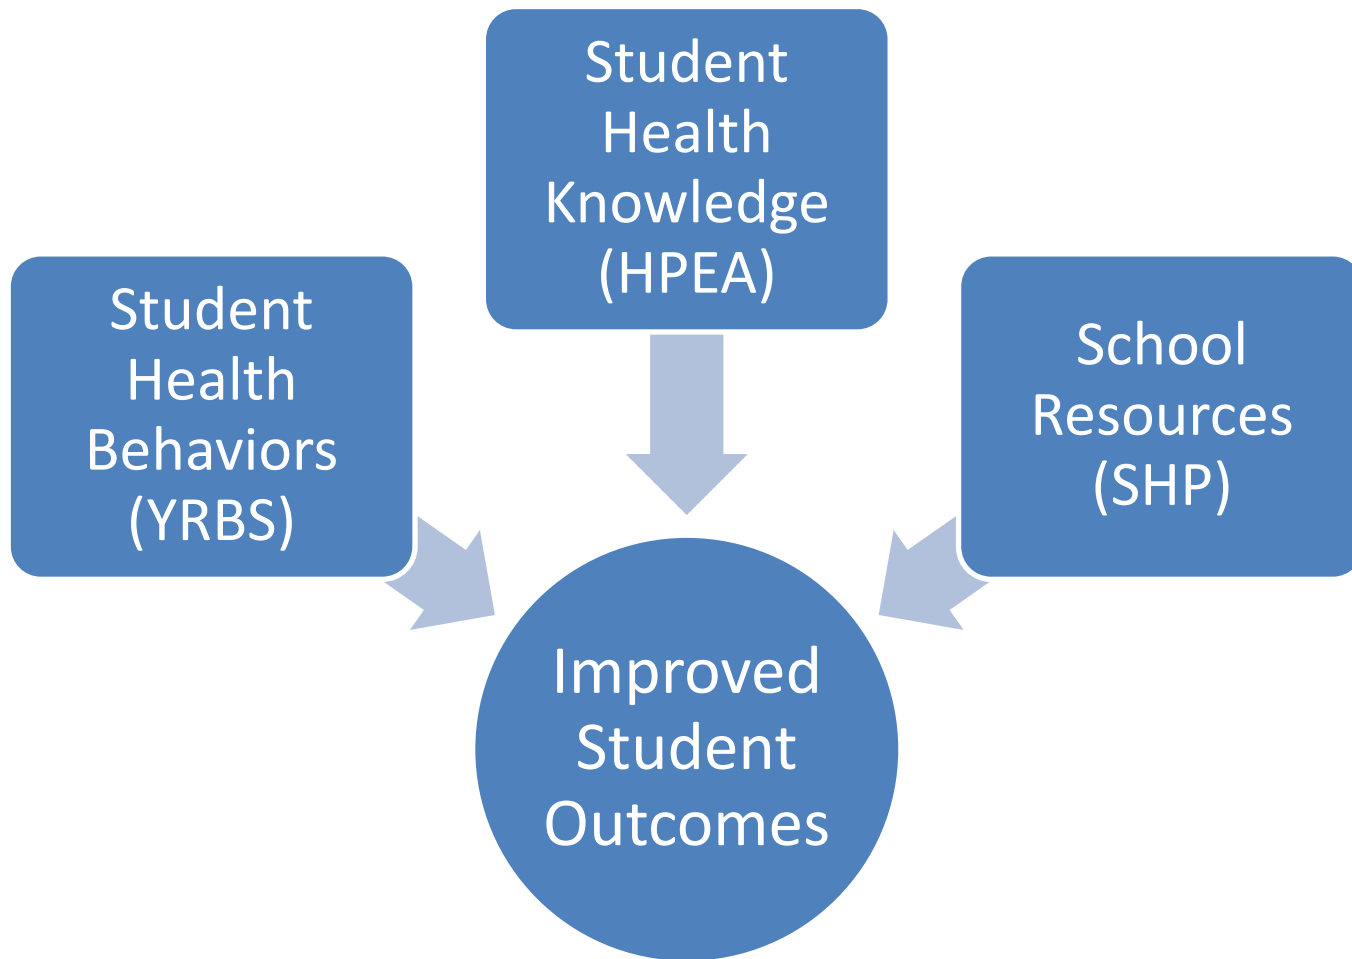 Student
Health
Knowledge
(HPEA)
Student
Health
Behaviors
(YRBS)
School
Resources
(SHP)
Improved
Student
Outcomes